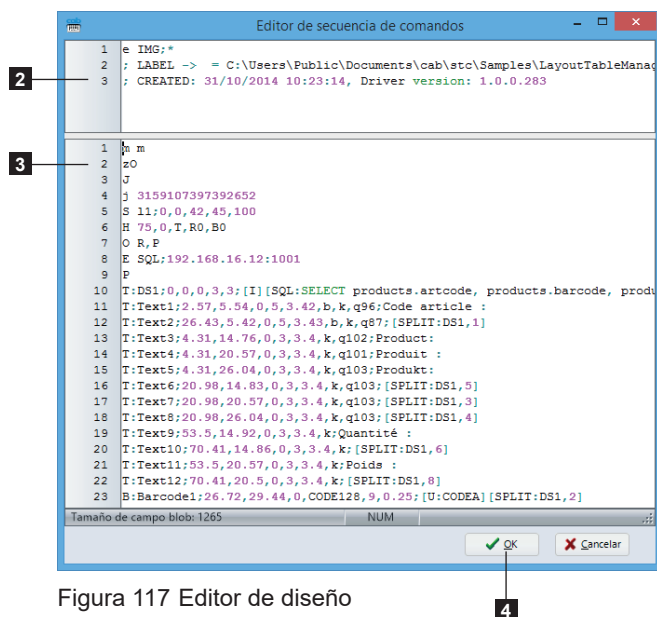 Editor de secuencia de comandos
1 e IMG;*
2 ; LABEL -> = C:\Users\Public\Documents\cab\stc\Samples\LayoutTableManag
2
3 ; CREATED: 31/10/2014 10:23:14, Driver version: 1.0.0.283
1 m m
3
2 zO
3 J
4 j 3159107397392652
5 S l1;0,0,42,45,100
6 H 75,0,T,R0,B0
7 O R,P
8 E SQL;192.168.16.12:1001
9 P
10 T:DS1;0,0,0,3,3;[I][SQL:SELECT products.artcode, products.barcode, produ
11 T:Text1;2.57,5.54,0,5,3.42,b,k,q96;Code article :
12 T:Text2;26.43,5.42,0,5,3.43,b,k,q87;[SPLIT:DS1,1]
13 T:Text3;4.31,14.76,0,3,3.4,k,q102;Product:
14 T:Text4;4.31,20.57,0,3,3.4,k,q101;Produit :
15 T:Text5;4.31,26.04,0,3,3.4,k,q103;Produkt:
16 T:Text6;20.98,14.83,0,3,3.4,k,q103;[SPLIT:DS1,5]
17 T:Text7;20.98,20.57,0,3,3.4,k,q103;[SPLIT:DS1,3]
18 T:Text8;20.98,26.04,0,3,3.4,k,q103;[SPLIT:DS1,4]
19 T:Text9;53.5,14.92,0,3,3.4,k;Quantité :
20 T:Text10;70.41,14.86,0,3,3.4,k;[SPLIT:DS1,6]
21 T:Text11;53.5,20.57,0,3,3.4,k;Poids :
22 T:Text12;70.41,20.5,0,3,3.4,k;[SPLIT:DS1,8]
23 B:Barcode1;26.72,29.44,0,CODE128,9,0.25;[U:CODEA][SPLIT:DS1,2]
Tamaño de campo blob: 1265 NUM
OK Cancelar
Figura 117 Editor de diseño
4